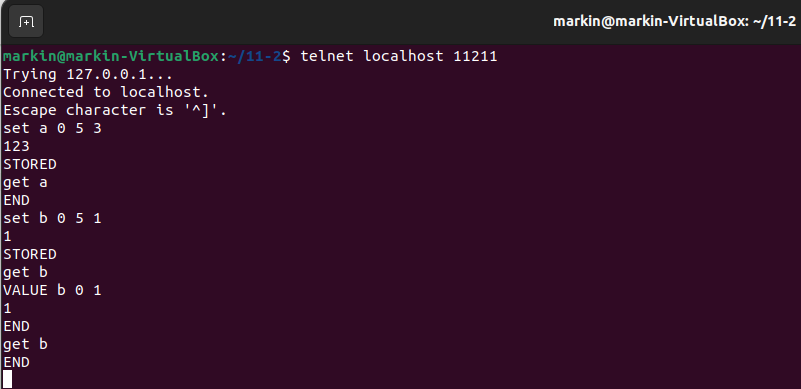 markin@markin-VirtualBox: ~/11-2
markin@markin-VirtualBox:~/11-2$ telnet localhost 11211
Trying 127.0.0.1...
Connected to localhost.
Escape character is '^]'.
set a 0 5 3
123
STORED
get a
END
set b 0 5 1
1
STORED
get b
VALUE b 0 1
1
END
get b
END